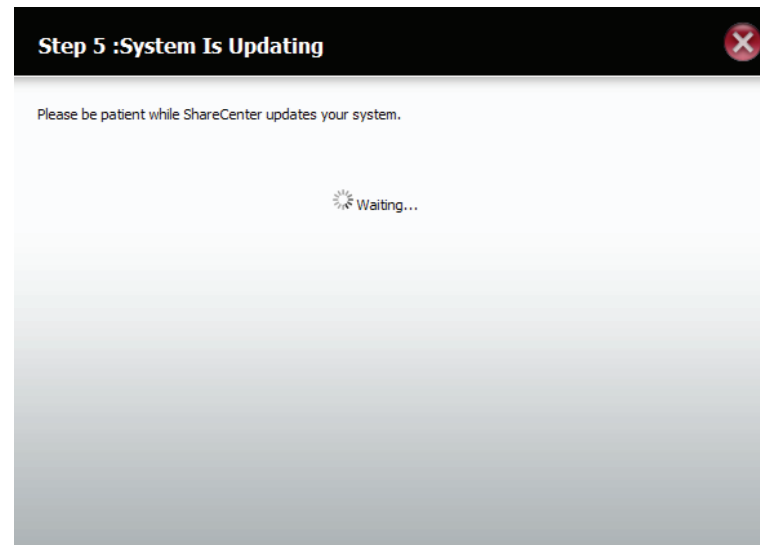 Step 5 :System Is Updating
Please be patient while ShareCenter updates your system.
Waiting...